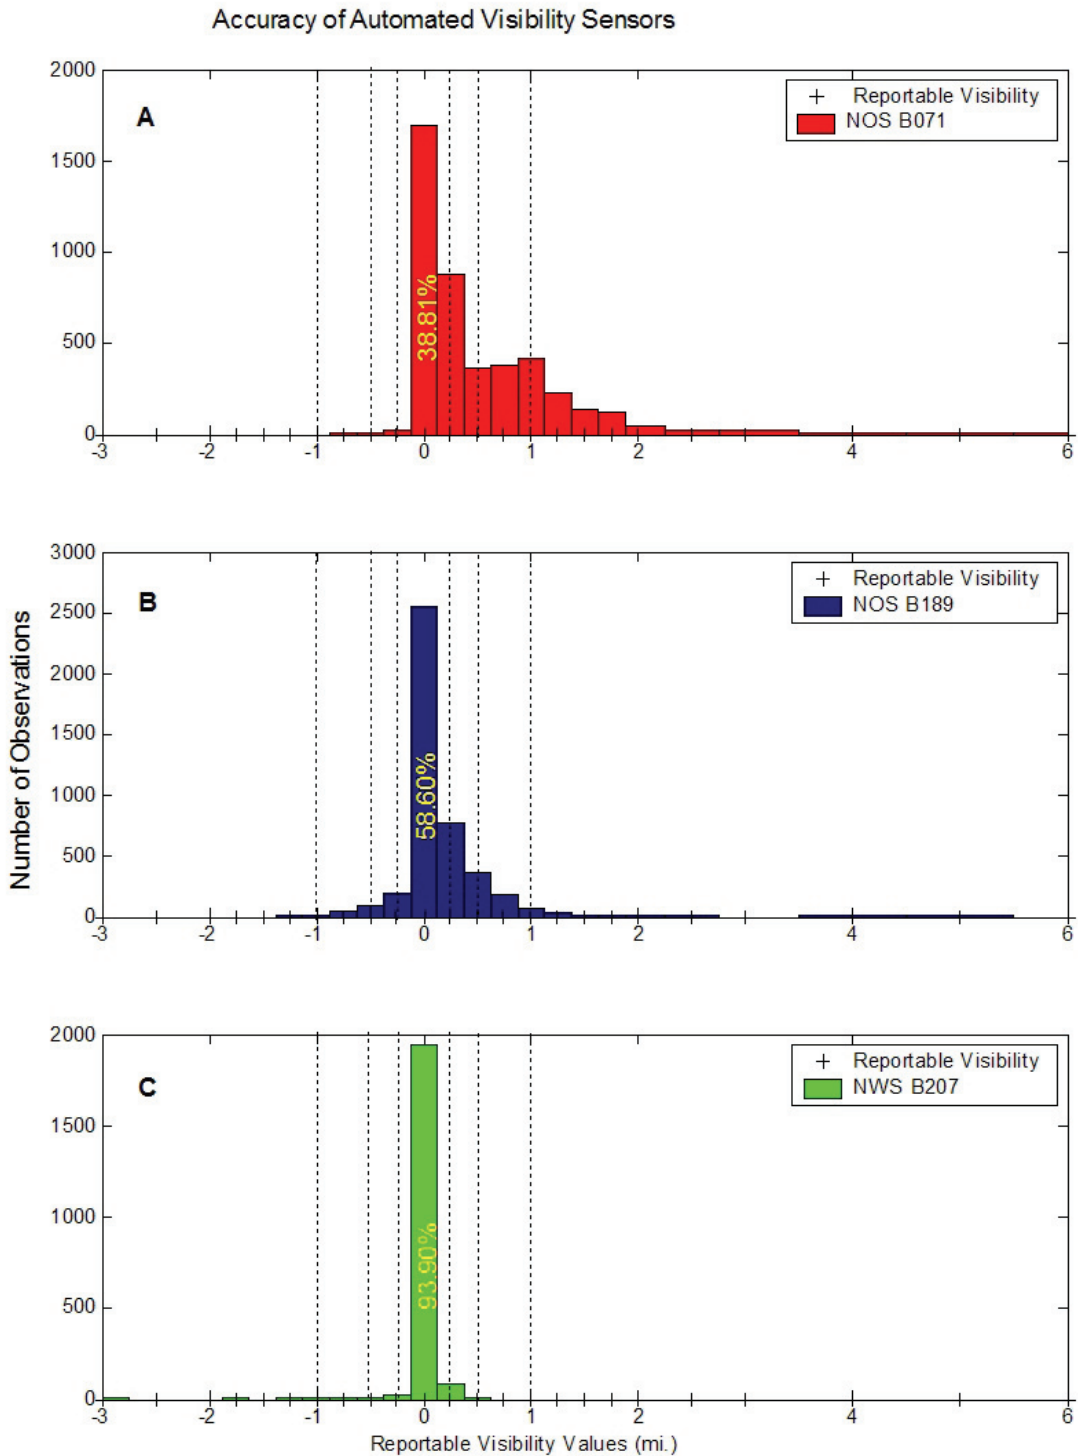 Accuracy of Automated Visibility Sensors
2000
1500
1000
500
0
A
Reportable Visibility
NOS B071
38.81%
-3 -2 -1 0 1 2 4 6
Number of Observations
3000
2500
2000
1500
1000
500
0
B
Reportable Visibility
NOS B189
58.60%
-3 -2 -1 0 1 2 4 6
2000
1500
1000
500
0
C
Reportable Visibility
NWS B207
93.90%
-3 -2 -1 0 1 2 4 6
Reportable Visibility Values (mi.)